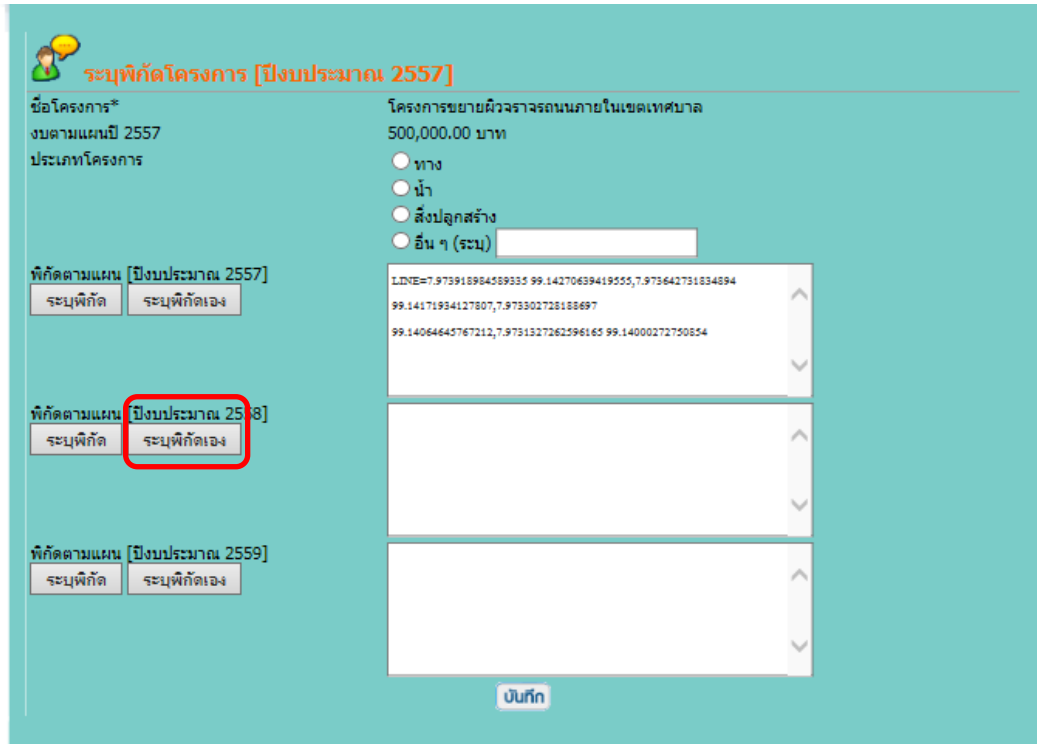 ระบุพิกัดโครงการ [ปีงบประมาณ 2557]
ชื่อโครงการ* โครงการขยายผิวจราจรถนนภายในเขตเทศบาล
งบตามแผนปี 2557 500,000.00 บาท
ประเภทโครงการ ทาง
น้ำ
สิ่งปลูกสร้าง
อื่น ๆ (ระบุ)
พิกัดตามแผน [ปีงบประมาณ 2557]
ระบุพิกัด ระบุพิกัดเอง
LINE=7.973918984589335 99.14270639419555,7.973642731834894
99.14171934127807,7.973302728188697
99.14064645767212,7.9731327262596165 99.14000272750854
พิกัดตามแผน [ปีงบประมาณ 2558]
ระบุพิกัด ระบุพิกัดเอง
พิกัดตามแผน [ปีงบประมาณ 2559]
ระบุพิกัด ระบุพิกัดเอง
บันทึก